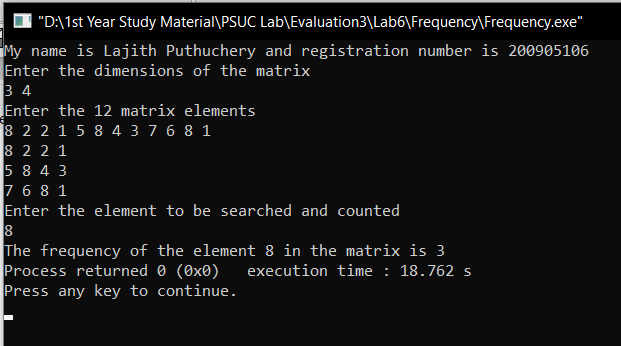 "D:\1st Year Study Material\PSUC Lab\Evaluation3\Lab6\Frequency\Frequency.exe"
My name is Lajith Puthuchery and registration number is 200905106
Enter the dimensions of the matrix
3 4
Enter the 12 matrix elements
8 2 2 1 5 8 4 3 7 6 8 1
8 2 2 1
5 8 4 3
7 6 8 1
Enter the element to be searched and counted
8
The frequency of the element 8 in the matrix is 3
Process returned 0 (0x0)   execution time : 18.762 s
Press any key to continue.